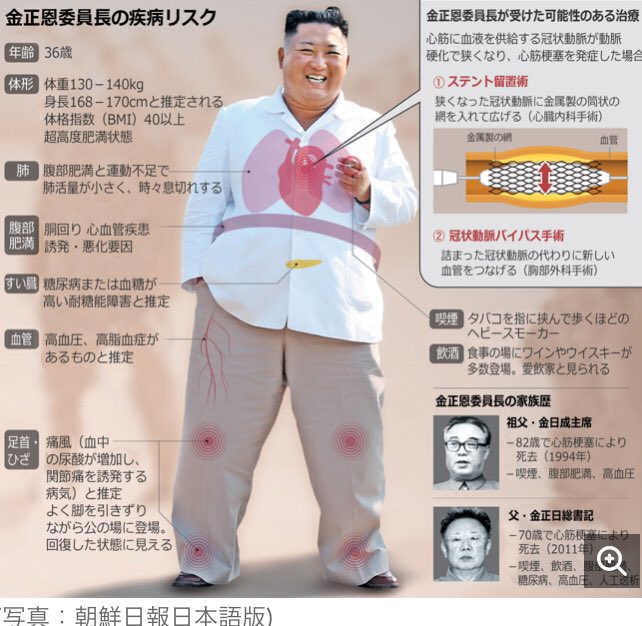 金正恩委員長の疾病リスク
年齢 36歳
体形 体重130－140kg
身長168－170cmと推定される
体格指数（BMI）40以上
超高度肥満状態
肺 腹部肥満と運動不足で
肺活量が小さく、時々息切れする
腹部肥満 胴回り 心血管疾患
誘発・悪化要因
すい臓 糖尿病または血糖が
高い耐糖能障害と推定
血管 高血圧、高脂血症が
あるものと推定
足首・ひざ 痛風（血中
の尿酸が増加し、
関節痛を誘発する
病気）と推定
よく脚を引きずり
ながら公の場に登場。
回復した状態に見える
金正恩委員長が受けた可能性のある治療
心筋に血液を供給する冠状動脈が動脈
硬化で狭くなり、心筋梗塞を発症した場合
① ステント留置術
狭くなった冠状動脈に金属製の筒状の
網を入れて広げる（心臓内科手術）
金属製の網
血管
② 冠状動脈バイパス手術
詰まった冠状動脈の代わりに新しい
血管をつなげる（胸部外科手術）
喫煙 タバコを指に挟んで歩くほどの
ヘビースモーカー
飲酒 食事の場にワインやウイスキーが
多数登場。愛飲家と見られる
金正恩委員長の家族歴
祖父・金日成主席
－82歳で心筋梗塞により
死去（1994年）
－喫煙、腹部肥満、高血圧
父・金正日総書記
－70歳で心筋梗塞により
死去（2011年）
－喫煙、飲酒、腹部
糖尿病、高血圧、人工透析
写真：朝鮮日報日本語版)